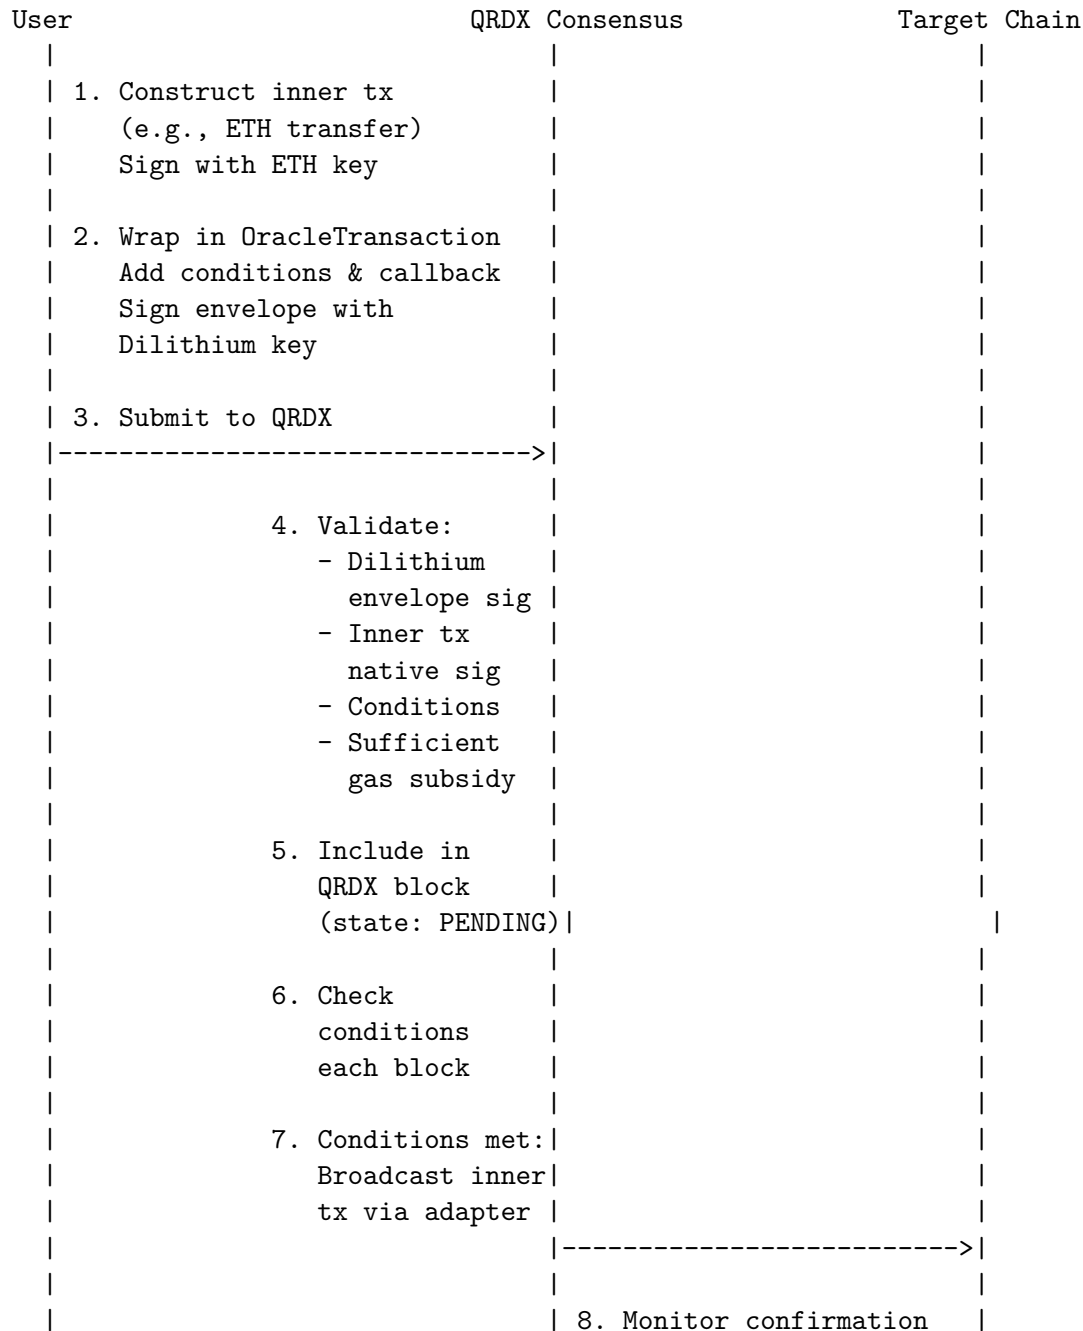 User                          QRDX Consensus              Target Chain
  |                                |                           |
  | 1. Construct inner tx          |                           |
  |    (e.g., ETH transfer)        |                           |
  |    Sign with ETH key           |                           |
  |                                |                           |
  | 2. Wrap in OracleTransaction   |                           |
  |    Add conditions & callback   |                           |
  |    Sign envelope with          |                           |
  |    Dilithium key               |                           |
  |                                |                           |
  | 3. Submit to QRDX              |                           |
  |------------------------------->|                           |
  |                                |                           |
  |              4. Validate:      |                           |
  |                 - Dilithium    |                           |
  |                   envelope sig |                           |
  |                 - Inner tx     |                           |
  |                   native sig   |                           |
  |                 - Conditions   |                           |
  |                 - Sufficient   |                           |
  |                   gas subsidy  |                           |
  |                                |                           |
  |              5. Include in     |                           |
  |                 QRDX block     |                           |
  |                 (state: PENDING)|                           |
  |                                |                           |
  |              6. Check          |                           |
  |                 conditions     |                           |
  |                 each block     |                           |
  |                                |                           |
  |              7. Conditions met:|                           |
  |                 Broadcast inner|                           |
  |                 tx via adapter |                           |
  |                                |-------------------------->|
  |                                |                           |
  |                                | 8. Monitor confirmation   |